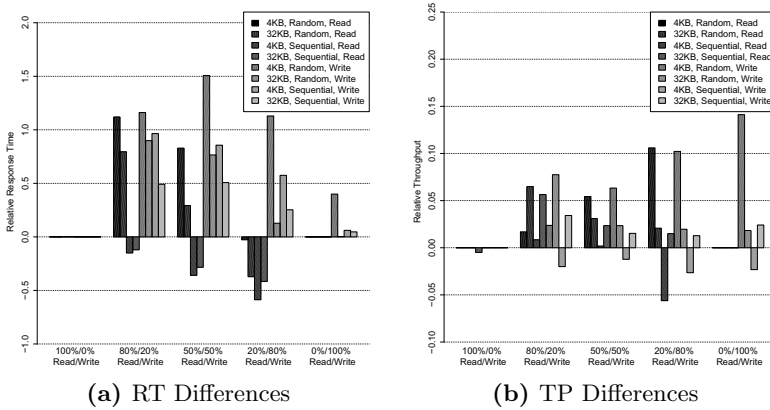 2.0
1.5
1.0
0.5
0.0
−0.5
−1.0
Relative Response Time
4KB, Random, Read
32KB, Random, Read
4KB, Sequential, Read
32KB, Sequential, Read
4KB, Random, Write
32KB, Random, Write
4KB, Sequential, Write
32KB, Sequential, Write
100%/0% 80%/20% 50%/50% 20%/80% 0%/100%
Read/Write Read/Write Read/Write Read/Write Read/Write
(a) RT Differences
0.25
0.20
0.15
0.10
0.05
0.00
−0.05
−0.10
Relative Throughput
4KB, Random, Read
32KB, Random, Read
4KB, Sequential, Read
32KB, Sequential, Read
4KB, Random, Write
32KB, Random, Write
4KB, Sequential, Write
32KB, Sequential, Write
100%/0% 80%/20% 50%/50% 20%/80% 0%/100%
Read/Write Read/Write Read/Write Read/Write Read/Write
(b) TP Differences